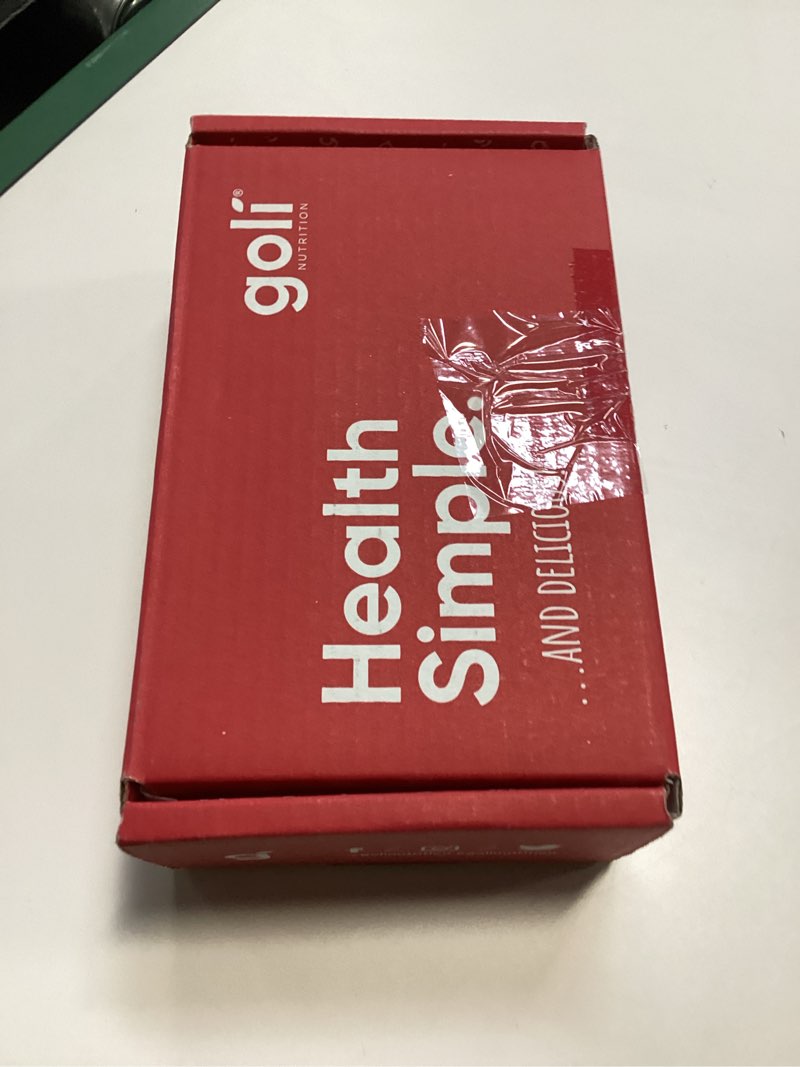 goli®
NUTRITION
Health
Simple.
...AND DELICIO